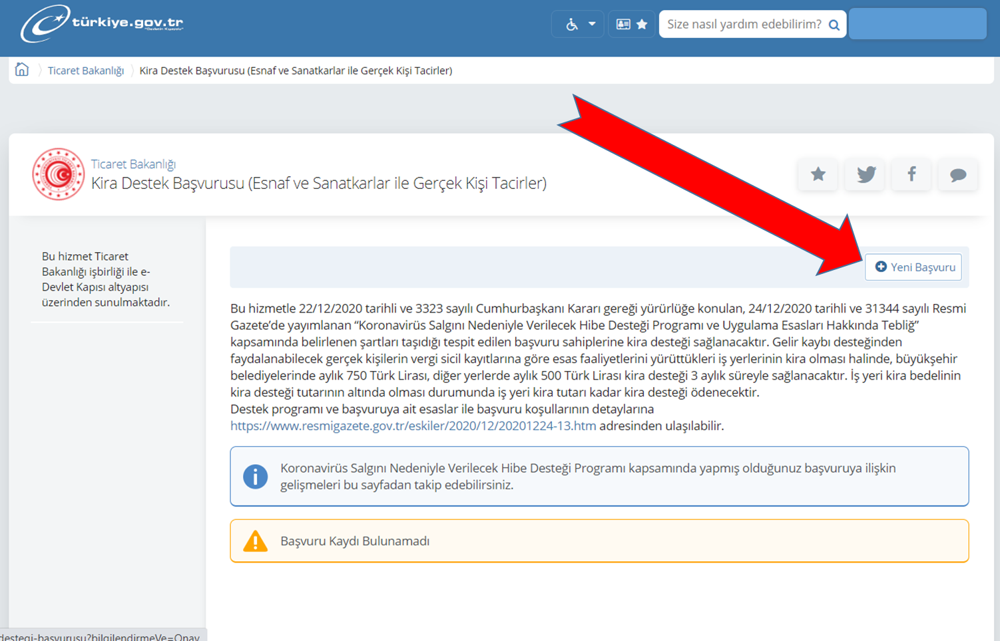 türkiye.gov.tr
"Devletin Kısayolu"
Size nasıl yardım edebilirim?
Ticaret Bakanlığı
Kira Destek Başvurusu (Esnaf ve Sanatkarlar ile Gerçek Kişi Tacirler)
Ticaret Bakanlığı
Kira Destek Başvurusu (Esnaf ve Sanatkarlar ile Gerçek Kişi Tacirler)
Bu hizmet Ticaret
Bakanlığı işbirliği ile e-
Devlet Kapısı altyapısı
üzerinden sunulmaktadır.
Yeni Başvuru
Bu hizmetle 22/12/2020 tarihli ve 3323 sayılı Cumhurbaşkanı Kararı gereği yürürlüğe konulan, 24/12/2020 tarihli ve 31344 sayılı Resmi
Gazete’de yayımlanan “Koronavirüs Salgını Nedeniyle Verilecek Hibe Desteği Programı ve Uygulama Esasları Hakkında Tebliğ”
kapsamında belirlenen şartları taşıdığı tespit edilen başvuru sahiplerine kira desteği sağlanacaktır. Gelir kaybı desteğinden
faydalanabilecek gerçek kişilerin vergi sicil kayıtlarına göre esas faaliyetlerini yürüttükleri iş yerlerinin kira olması halinde, büyükşehir
belediyelerinde aylık 750 Türk Lirası, diğer yerlerde aylık 500 Türk Lirası kira desteği 3 aylık süreyle sağlanacaktır. İş yeri kira bedelinin
kira desteği tutarının altında olması durumunda iş yeri kira tutarı kadar kira desteği ödenecektir.
Destek programı ve başvuruya ait esaslar ile başvuru koşullarının detaylarına
https://www.resmigazete.gov.tr/eskiler/2020/12/20201224-13.htm adresinden ulaşılabilir.
Koronavirüs Salgını Nedeniyle Verilecek Hibe Desteği Programı kapsamında yapmış olduğunuz başvuruya ilişkin
gelişmeleri bu sayfadan takip edebilirsiniz.
Başvuru Kaydı Bulunamadı
destegi-basvurusu?bilgilendirmeVe=Onay